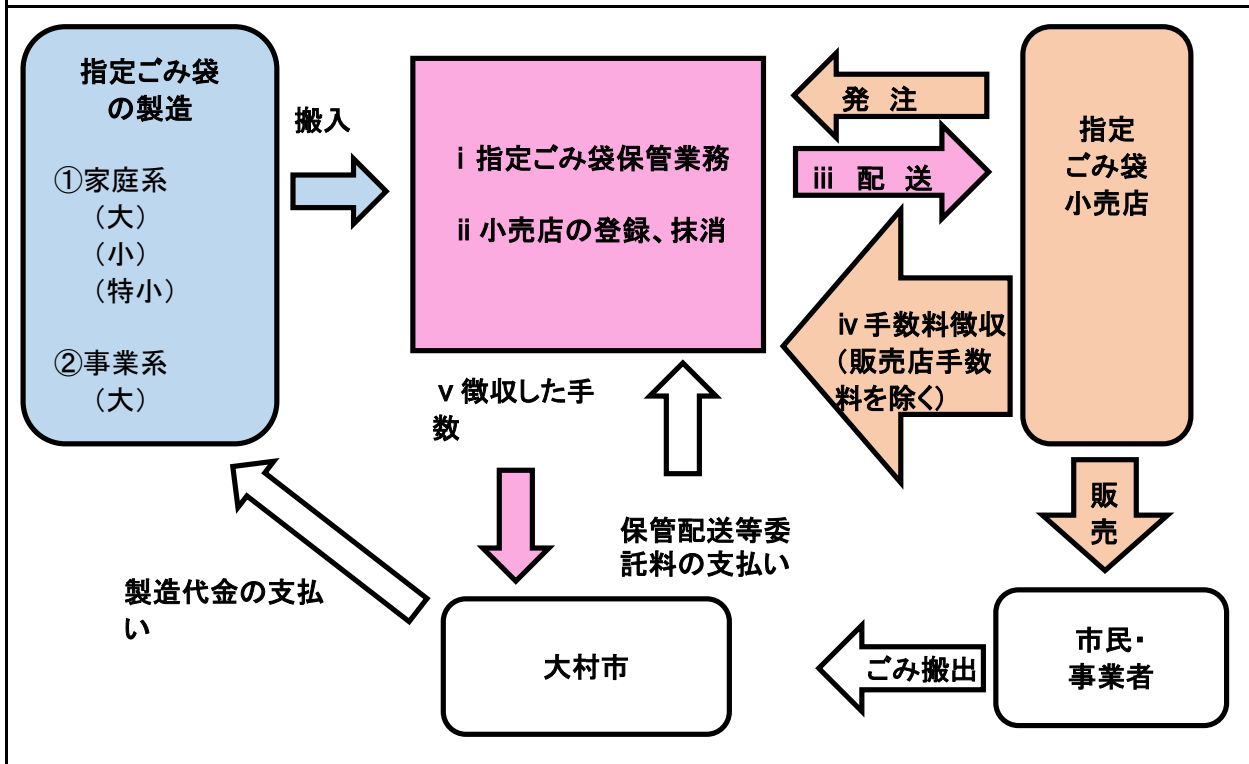 指定ごみ袋
の製造
①家庭系
（大）
（小）
（特小）
②事業系
（大）
搬入
ⅰ 指定ごみ袋保管業務
ⅱ 小売店の登録、抹消
発 注
ⅲ 配 送
指定
ごみ袋
小売店
ⅳ 手数料徴収
（販売店手数
料を除く）
ⅴ 徴収した手
数
保管配送等委
託料の支払い
販
売
製造代金の支払
い
大村市
ごみ搬出
市民・
事業者